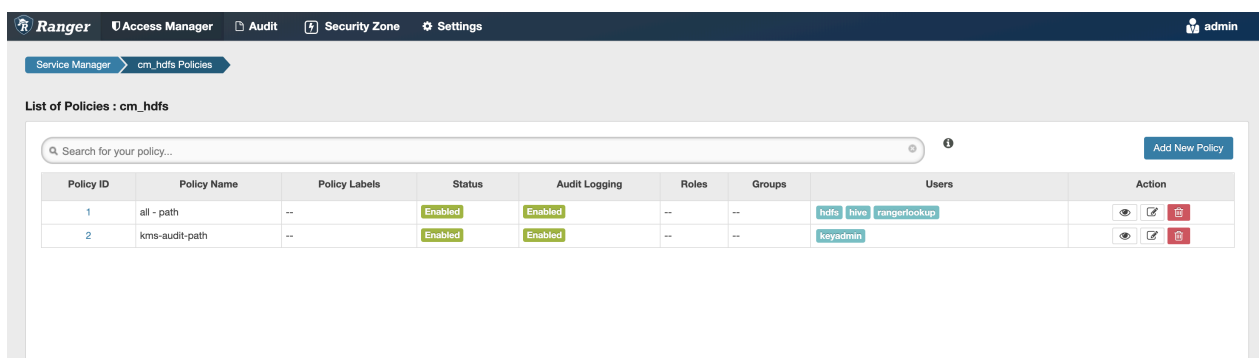 Ranger Access Manager Audit Security Zone Settings admin
Service Manager cm_hdfs Policies
List of Policies : cm_hdfs
Search for your policy...
Add New Policy
Policy ID Policy Name Policy Labels Status Audit Logging Roles Groups Users Action
1 all - path -- Enabled Enabled -- -- hdfs hive rangerlookup
2 kms-audit-path -- Enabled Enabled -- -- keyadmin